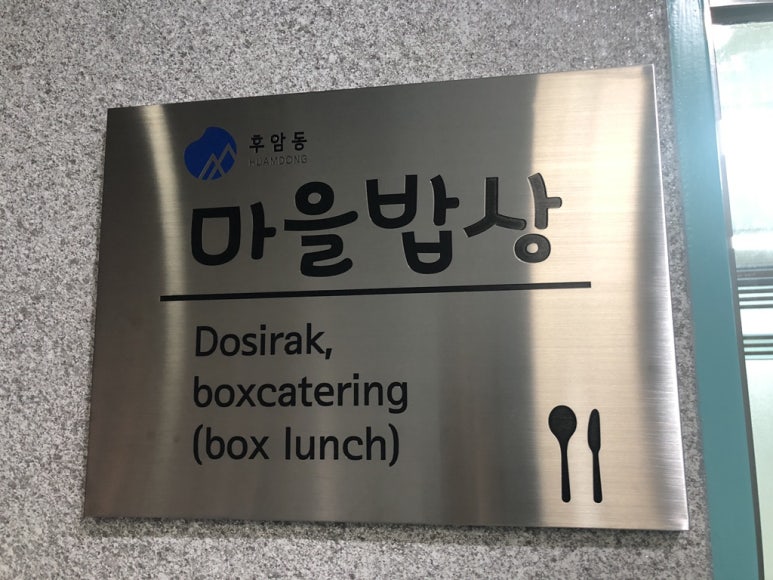 후암동
HUAMDONG
마을밥상
Dosirak,
boxcatering
(box lunch)